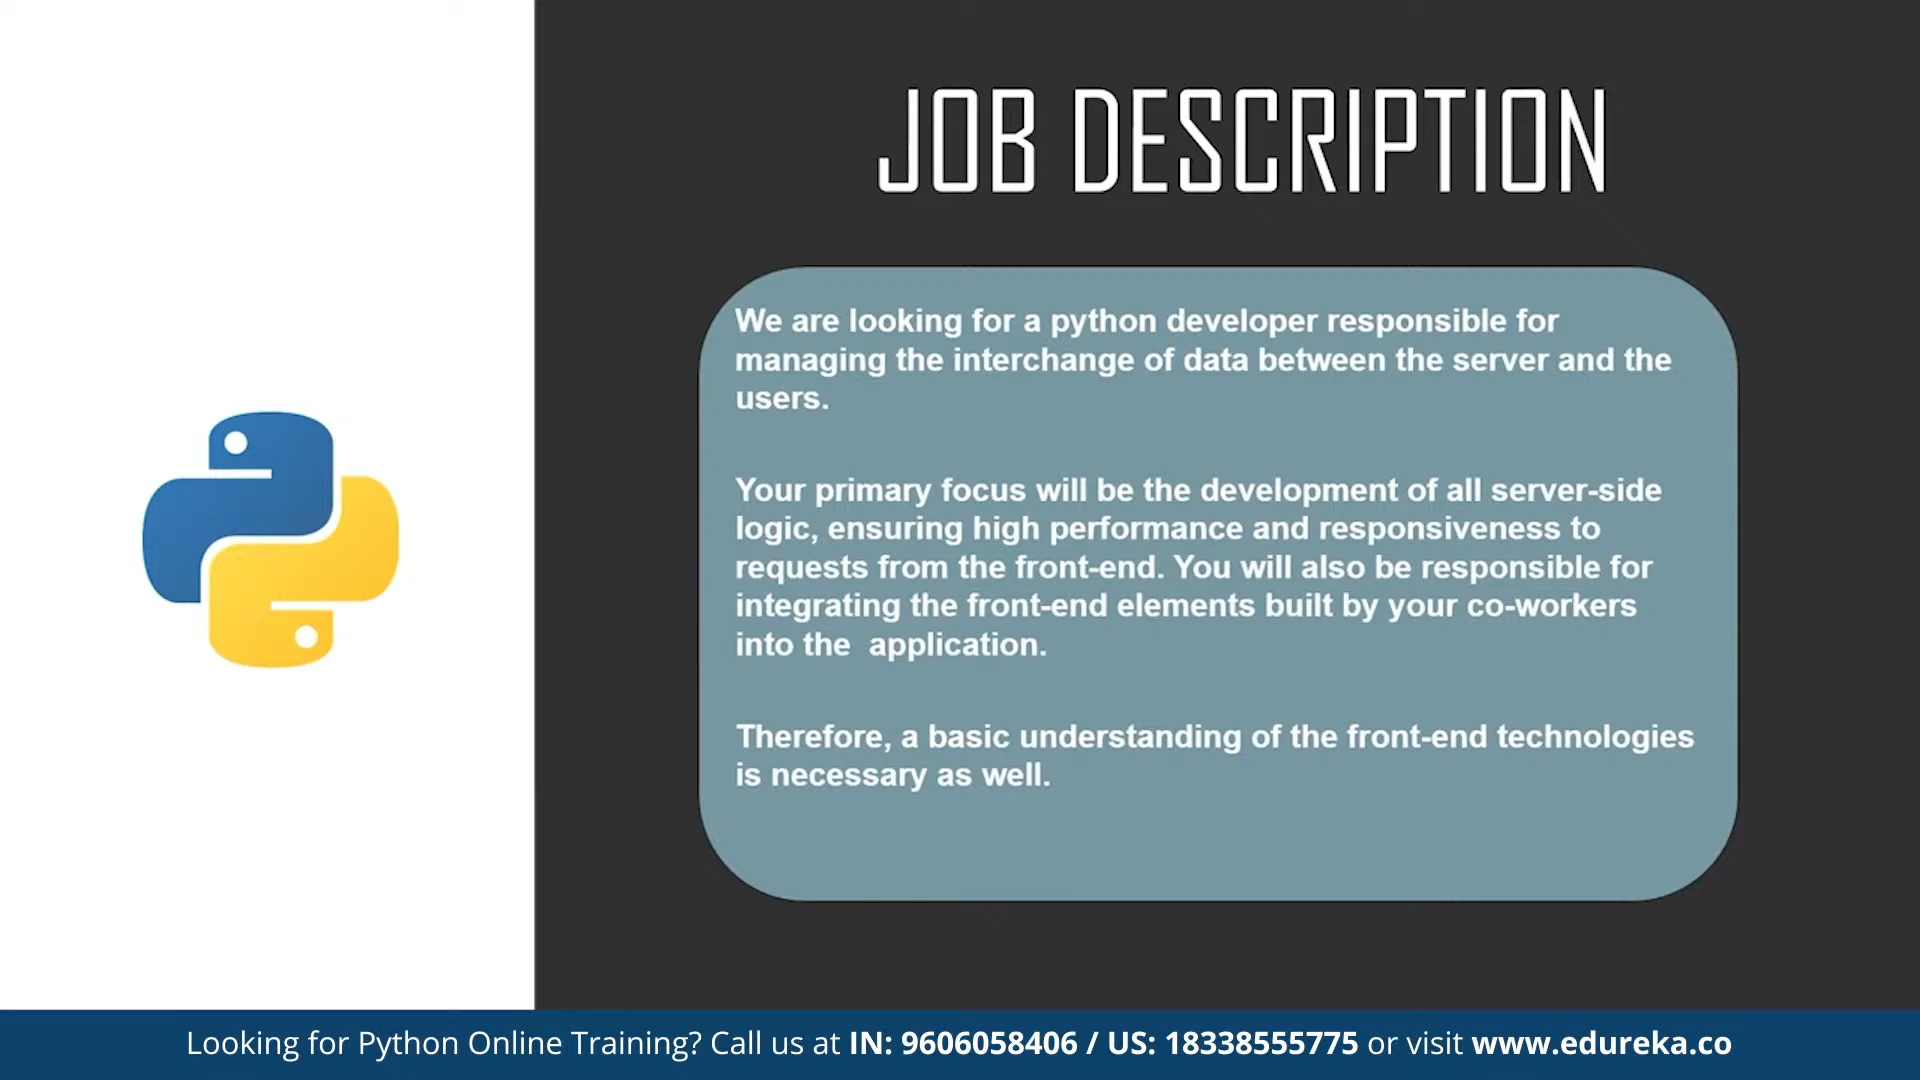 JOB DESCRIPTION
We are looking for a python developer responsible for
managing the interchange of data between the server and the
users.
Your primary focus will be the development of all server-side
logic, ensuring high performance and responsiveness to
requests from the front-end. You will also be responsible for
integrating the front-end elements built by your co-workers
into the  application.
Therefore, a basic understanding of the front-end technologies
is necessary as well.
Looking for Python Online Training? Call us at IN: 9606058406 / US: 18338555775 or visit www.edureka.co